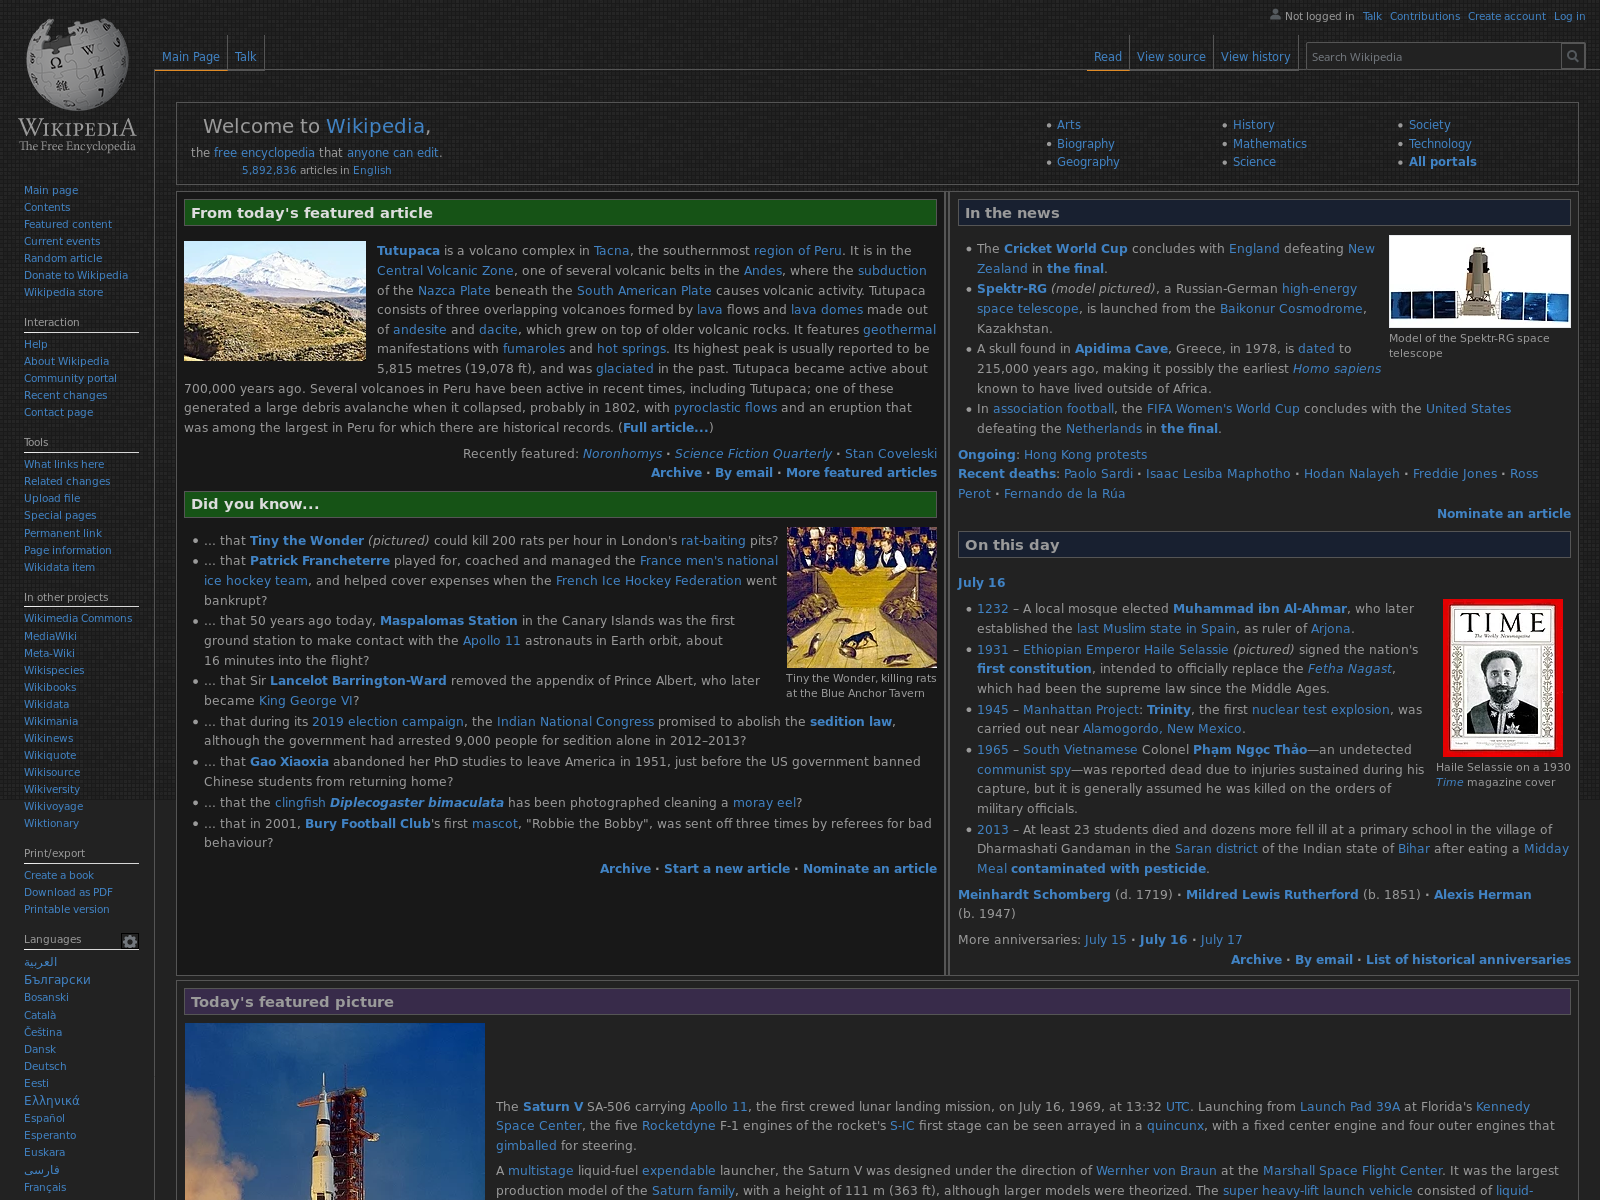 Not logged in Talk Contributions Create account Log in
Main Page Talk
Read View source View history Search Wikipedia
WIKIPEDIA
The Free Encyclopedia
Main page
Contents
Featured content
Current events
Random article
Donate to Wikipedia
Wikipedia store
Interaction
Help
About Wikipedia
Community portal
Recent changes
Contact page
Tools
What links here
Related changes
Upload file
Special pages
Permanent link
Page information
Wikidata item
In other projects
Wikimedia Commons
MediaWiki
Meta-Wiki
Wikispecies
Wikibooks
Wikidata
Wikimania
Wikinews
Wikiquote
Wikisource
Wikiversity
Wikivoyage
Wiktionary
Print/export
Create a book
Download as PDF
Printable version
Languages
العربية
Български
Bosanski
Català
Čeština
Dansk
Deutsch
Eesti
Ελληνικά
Español
Esperanto
Euskara
فارسی
Français
Welcome to Wikipedia,
the free encyclopedia that anyone can edit.
5,892,836 articles in English
• Arts
• Biography
• Geography
• History
• Mathematics
• Science
• Society
• Technology
• All portals
From today's featured article
Tutupaca is a volcano complex in Tacna, the southernmost region of Peru. It is in the
Central Volcanic Zone, one of several volcanic belts in the Andes, where the subduction
of the Nazca Plate beneath the South American Plate causes volcanic activity. Tutupaca
consists of three overlapping volcanoes formed by lava flows and lava domes made out
of andesite and dacite, which grew on top of older volcanic rocks. It features geothermal
manifestations with fumaroles and hot springs. Its highest peak is usually reported to be
5,815 metres (19,078 ft), and was glaciated in the past. Tutupaca became active about
700,000 years ago. Several volcanoes in Peru have been active in recent times, including Tutupaca; one of these
generated a large debris avalanche when it collapsed, probably in 1802, with pyroclastic flows and an eruption that
was among the largest in Peru for which there are historical records. (Full article...)
Recently featured: Noronhomys • Science Fiction Quarterly • Stan Coveleski
Archive • By email • More featured articles
Did you know...
• ... that Tiny the Wonder (pictured) could kill 200 rats per hour in London's rat-baiting pits?
• ... that Patrick Francheterre played for, coached and managed the France men's national
ice hockey team, and helped cover expenses when the French Ice Hockey Federation went
bankrupt?
• ... that 50 years ago today, Maspalomas Station in the Canary Islands was the first
ground station to make contact with the Apollo 11 astronauts in Earth orbit, about
16 minutes into the flight?
• ... that Sir Lancelot Barrington-Ward removed the appendix of Prince Albert, who later
became King George VI?
• ... that during its 2019 election campaign, the Indian National Congress promised to abolish the sedition law,
although the government had arrested 9,000 people for sedition alone in 2012–2013?
• ... that Gao Xiaoxia abandoned her PhD studies to leave America in 1951, just before the US government banned
Chinese students from returning home?
• ... that the clingfish Diplecogaster bimaculata has been photographed cleaning a moray eel?
• ... that in 2001, Bury Football Club's first mascot, "Robbie the Bobby", was sent off three times by referees for bad
behaviour?
Tiny the Wonder, killing rats
at the Blue Anchor Tavern
Archive • Start a new article • Nominate an article
In the news
• The Cricket World Cup concludes with England defeating New
Zealand in the final.
• Spektr-RG (model pictured), a Russian-German high-energy
space telescope, is launched from the Baikonur Cosmodrome,
Kazakhstan.
• A skull found in Apidima Cave, Greece, in 1978, is dated to
215,000 years ago, making it possibly the earliest Homo sapiens
known to have lived outside of Africa.
• In association football, the FIFA Women's World Cup concludes with the United States
defeating the Netherlands in the final.
Model of the Spektr-RG space
telescope
Ongoing: Hong Kong protests
Recent deaths: Paolo Sardi • Isaac Lesiba Maphotho • Hodan Nalayeh • Freddie Jones • Ross
Perot • Fernando de la Rúa
Nominate an article
On this day
July 16
• 1232 – A local mosque elected Muhammad ibn Al-Ahmar, who later
established the last Muslim state in Spain, as ruler of Arjona.
• 1931 – Ethiopian Emperor Haile Selassie (pictured) signed the nation's
first constitution, intended to officially replace the Fetha Nagast,
which had been the supreme law since the Middle Ages.
• 1945 – Manhattan Project: Trinity, the first nuclear test explosion, was
carried out near Alamogordo, New Mexico.
• 1965 – South Vietnamese Colonel Phạm Ngọc Thảo—an undetected
communist spy—was reported dead due to injuries sustained during his
capture, but it is generally assumed he was killed on the orders of
military officials.
• 2013 – At least 23 students died and dozens more fell ill at a primary school in the village of
Dharmashati Gandaman in the Saran district of the Indian state of Bihar after eating a Midday
Meal contaminated with pesticide.
TIME
The Weekly Newsmagazine
Haile Selassie on a 1930
Time magazine cover
Meinhardt Schomberg (d. 1719) • Mildred Lewis Rutherford (b. 1851) • Alexis Herman
(b. 1947)
More anniversaries: July 15 • July 16 • July 17
Archive • By email • List of historical anniversaries
Today's featured picture
The Saturn V SA-506 carrying Apollo 11, the first crewed lunar landing mission, on July 16, 1969, at 13:32 UTC. Launching from Launch Pad 39A at Florida's Kennedy
Space Center, the five Rocketdyne F-1 engines of the rocket's S-IC first stage can be seen arrayed in a quincunx, with a fixed center engine and four outer engines that
gimballed for steering.
A multistage liquid-fuel expendable launcher, the Saturn V was designed under the direction of Wernher von Braun at the Marshall Space Flight Center. It was the largest
production model of the Saturn family, with a height of 111 m (363 ft), although larger models were theorized. The super heavy-lift launch vehicle consisted of liquid-